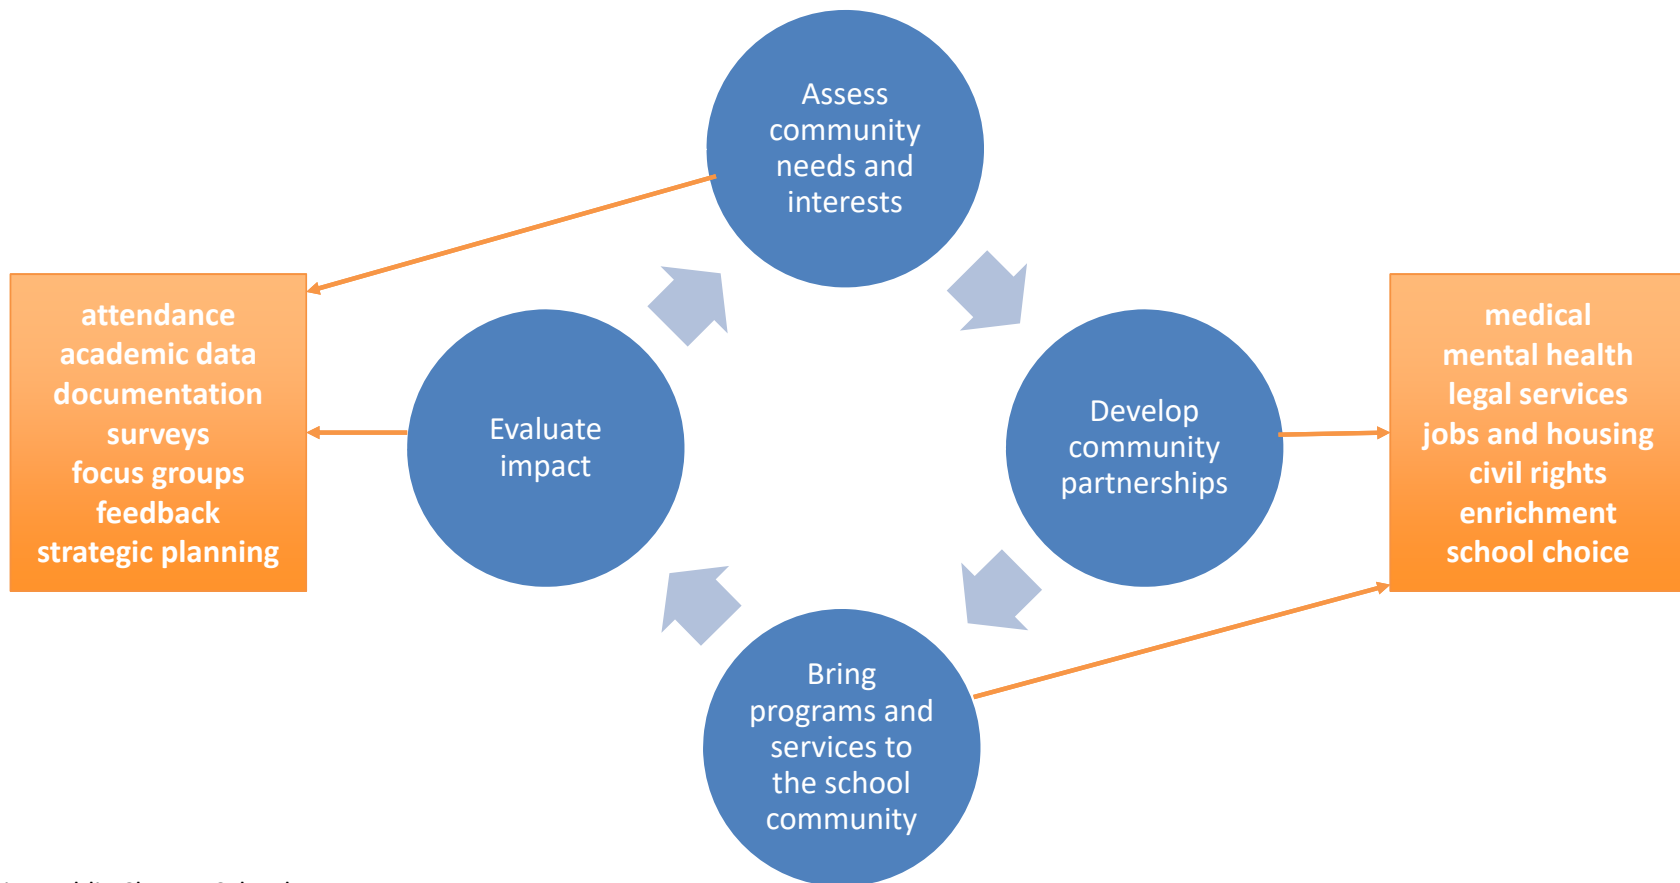 Assess
community
needs and
interests
attendance
academic data
documentation
surveys
focus groups
feedback
strategic planning
Evaluate
impact
Develop
community
partnerships
medical
mental health
legal services
jobs and housing
civil rights
enrichment
school choice
Bring
programs and
services to
the school
community